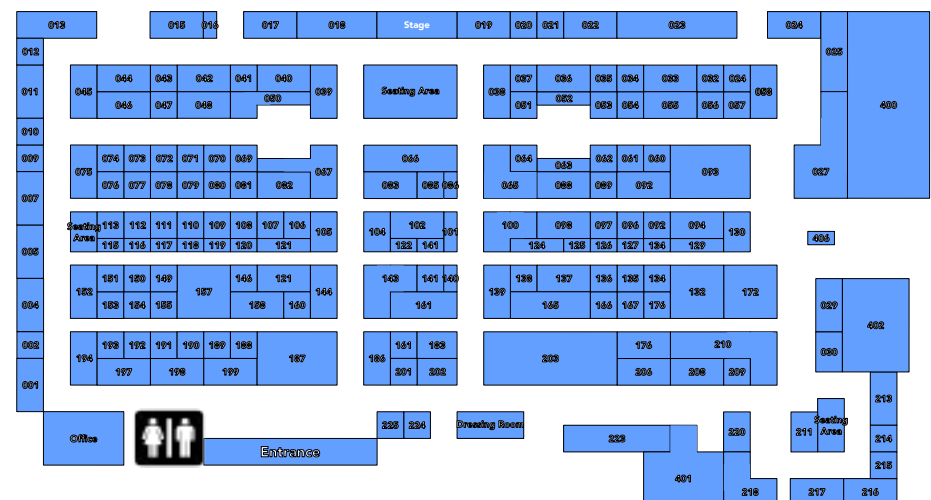 013 015 016 017 018 Stage 019 020 021 022 023 024
012 025
044 043 042 041 040 037 036 035 034 033 032 024
011 045 039 Seating Area 038 058 400
046 047 048 050 051 052 053 054 055 056 057
010
009 074 073 072 071 070 069 066 064 063 062 061 060
075 067 093 027
007 076 077 078 079 080 081 082 083 085 086 065 088 089 092
Seating
Area
113 112 111 110 109 108 107 106 105 104 102 101 100 098 097 096 092 094 130
406
005 115 116 117 118 119 120 121 122 141 124 125 126 127 134 129
151 150 149 146 121 143 141 140 138 137 136 135 134
152 157 144 139 132 172
004 153 154 155 158 160 161 165 166 167 176 029
402
002 193 192 191 190 189 188 161 183 176 210 030
194 187 186 203
001 197 198 199 201 202 206 208 209
213
Office 225 224 Dressing Room 223 220 211
Seating
Area
214
Entrance
215
401
218 217 216